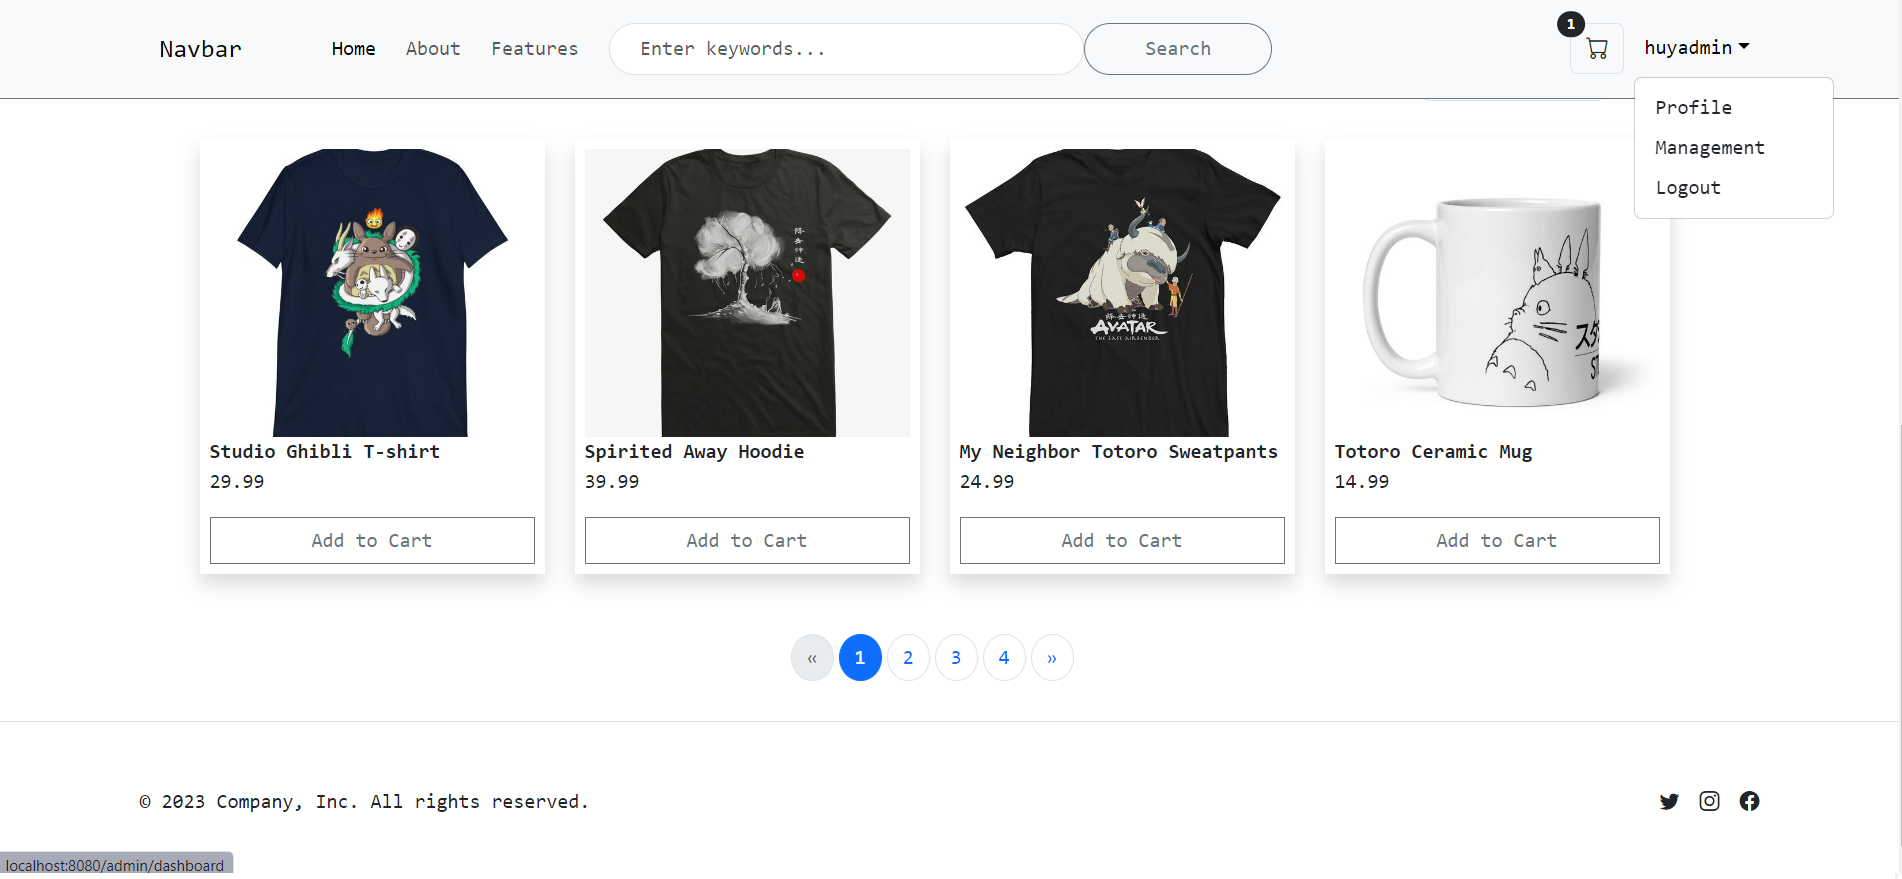 Navbar
Home
About
Features
Enter keywords...
Search
1
huyadmin
Profile
Management
Logout
AVATAR
THE LAST AIRBENDER
Studio Ghibli T-shirt
29.99
Add to Cart
Spirited Away Hoodie
39.99
Add to Cart
My Neighbor Totoro Sweatpants
24.99
Add to Cart
Totoro Ceramic Mug
14.99
Add to Cart
« 1 2 3 4 »
© 2023 Company, Inc. All rights reserved.
localhost:8080/admin/dashboard